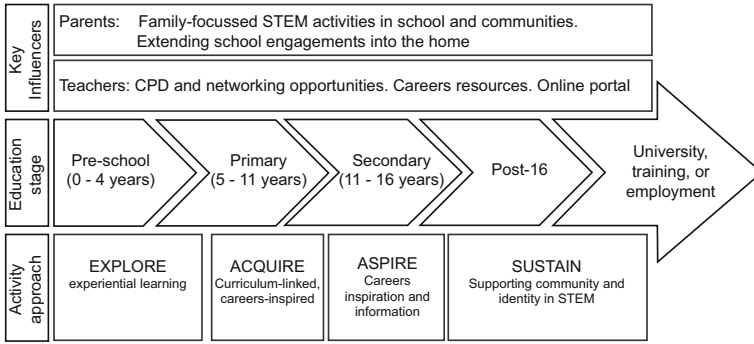 Key
Influencers
Parents: Family-focussed STEM activities in school and communities.
Extending school engagements into the home
Teachers: CPD and networking opportunities. Careers resources. Online portal
Education
stage
Pre-school
(0 - 4 years)
Primary
(5 - 11 years)
Secondary
(11 - 16 years)
Post-16
University,
training, or
employment
Activity
approach
EXPLORE
experiential learning
ACQUIRE
Curriculum-linked,
careers-inspired
ASPIRE
Careers
inspiration and
information
SUSTAIN
Supporting community and
identity in STEM